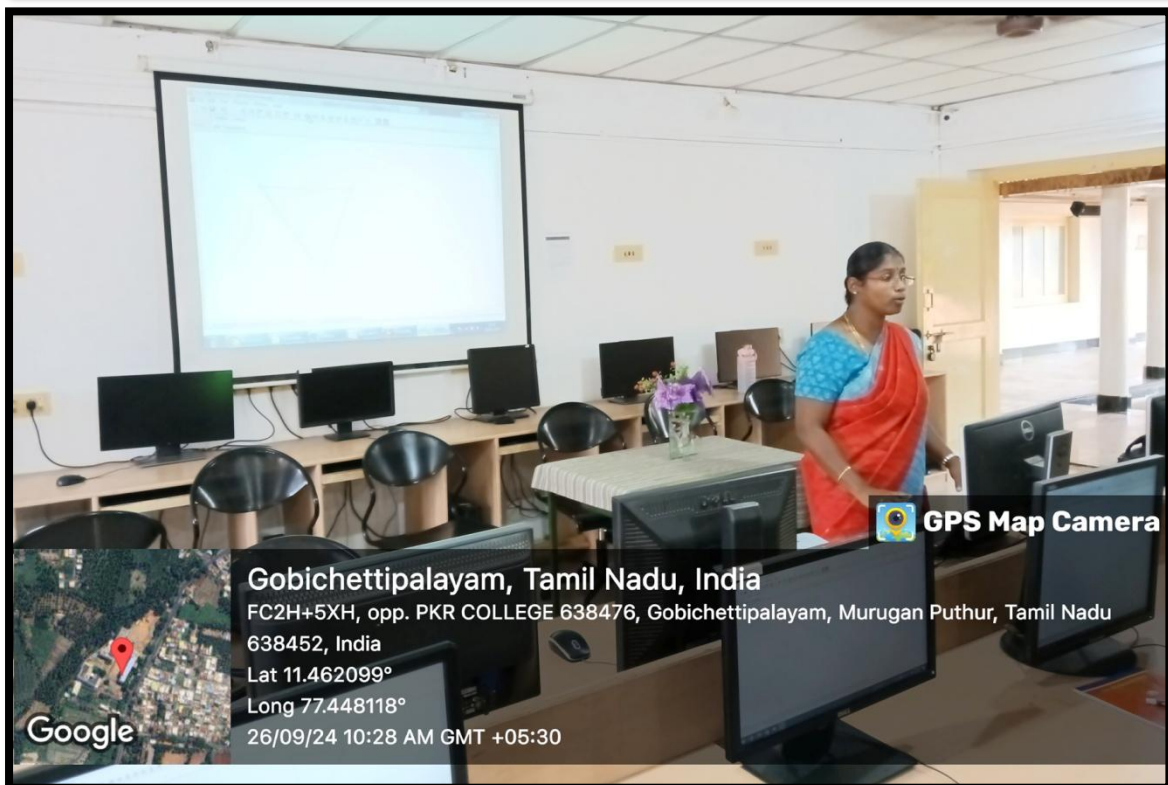 GPS Map Camera
Gobichettipalayam, Tamil Nadu, India
FC2H+5XH, opp. PKR COLLEGE 638476, Gobichettipalayam, Murugan Puthur, Tamil Nadu
638452, India
Lat 11.462099°
Long 77.448118°
26/09/24 10:28 AM GMT +05:30
Google